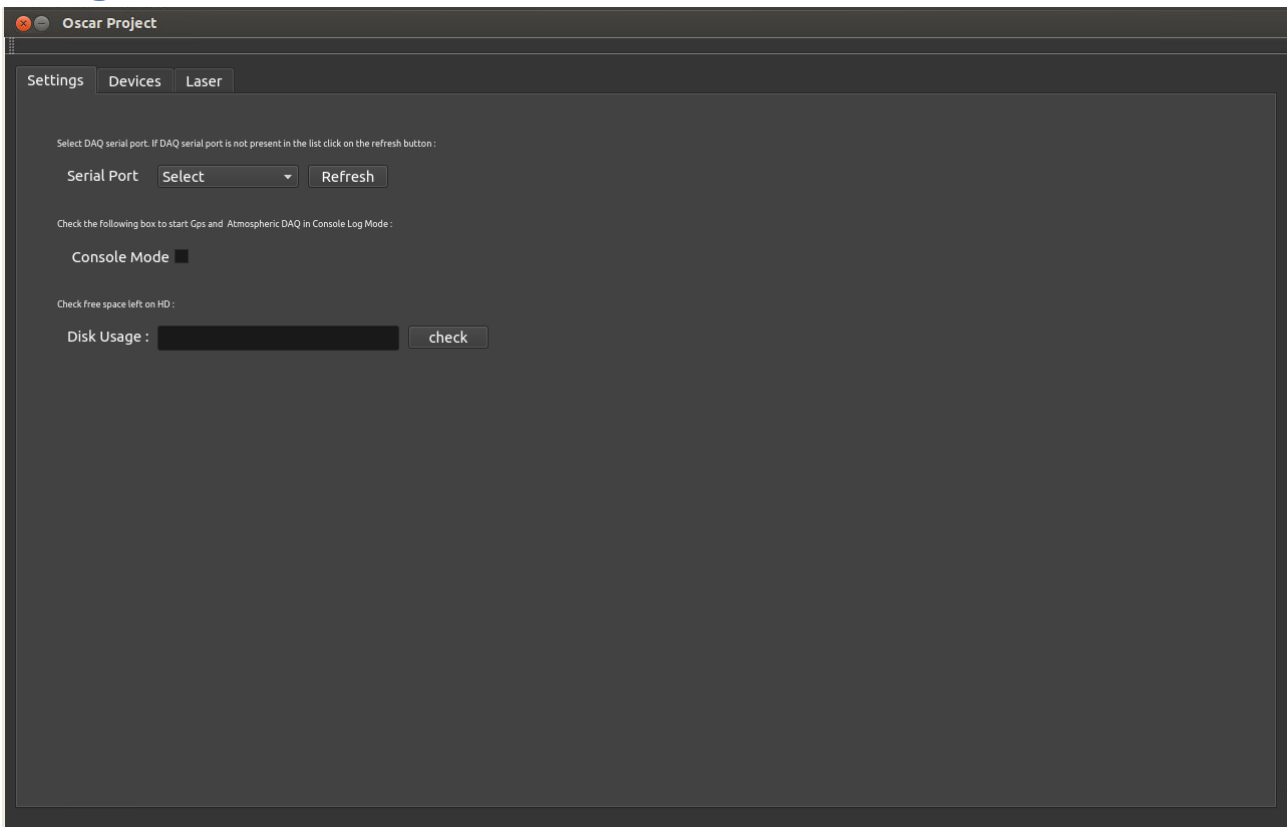 Oscar Project
Settings Devices Laser
Select DAQ serial port. If DAQ serial port is not present in the list click on the refresh button :
Serial Port Select Refresh
Check the following box to start Gps and Atmospheric DAQ in Console Log Mode :
Console Mode
Check free space left on HD :
Disk Usage : check